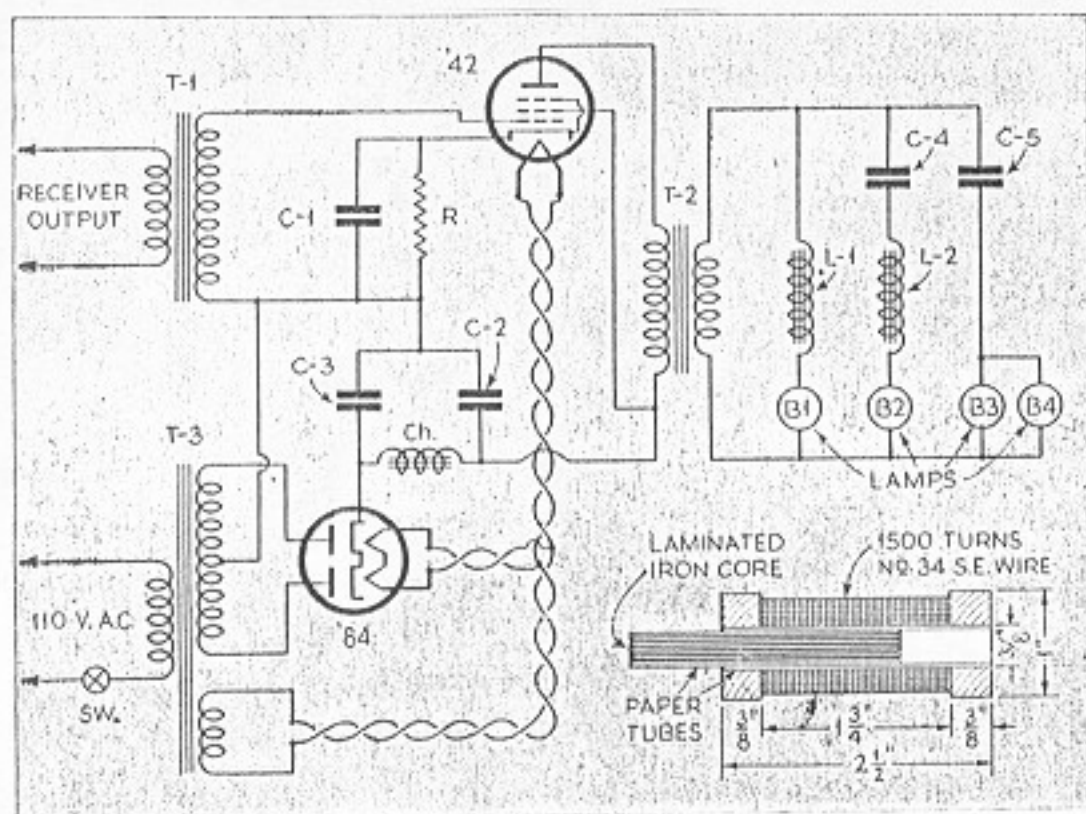 T-1
'42
RECEIVER
OUTPUT
C-1
R
T-2
C-4
C-5
L-1
L-2
C-3
C-2
Ch.
B1
B2
B3
B4
LAMPS
T-3
110 V. A.C.
SW.
'84
LAMINATED
IRON CORE
1500 TURNS
NO. 34 S.E. WIRE
PAPER
TUBES
3/8"
1 3/4"
3/8"
2 1/2"